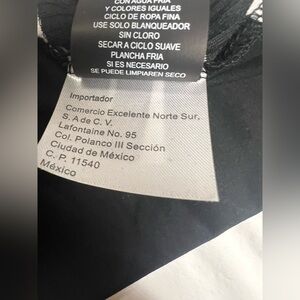 CON AGUA FRIA
Y COLORES IGUALES
CICLO DE ROPA FINA
USE SOLO BLANQUEADOR
SIN CLORO
SECAR A CICLO SUAVE
PLANCHA FRIA
SI ES NECESARIO
SE PUEDE LIMPIAREN SECO
Importador
Comercio Excelente Norte Sur.
S. A de C. V.
Lafontaine No. 95
Col. Polanco III Sección
Ciudad de México
C. P. 11540
México